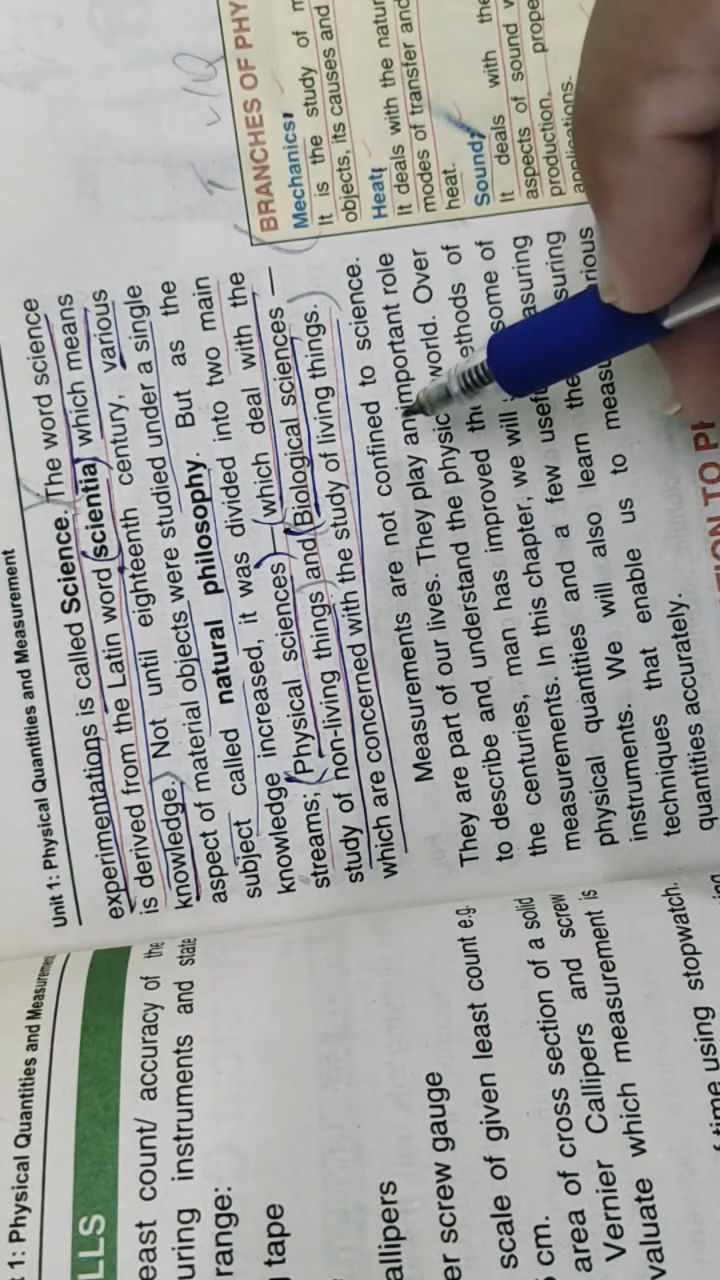 1: Physical Quantities and Measurement
LLS
east count/ accuracy of the
uring instruments and state
range:
tape
allipers
er screw gauge
scale of given least count e.g.
cm.
area of cross section of a solid
Vernier Callipers and screw
valuate which measurement is
time using stopwatch.
Unit 1: Physical Quantities and Measurement
experimentations is called Science. The word science
is derived from the Latin word (scientia) which means
knowledge. Not until eighteenth century, various
aspect of material objects were studied under a single
subject called natural philosophy. But as the
knowledge increased, it was divided into two main
streams; (Physical sciences) — (which deal with the
study of non-living things) and (Biological sciences —
which are concerned with the study of living things.)
Measurements are not confined to science.
They are part of our lives. They play an important role
to describe and understand the physic world. Over
the centuries, man has improved the ethods of
measurements. In this chapter, we will some of
physical quantities and a few usef asuring
instruments. We will also learn the suring
techniques that enable us to measu rious
quantities accurately.
BRANCHES OF PHY
Mechanics:
It is the study of m
objects, its causes and
Heat:
It deals with the natur
modes of transfer and
heat.
Sound:
It deals with the
aspects of sound w
production, prope
applications.
TION TO PH